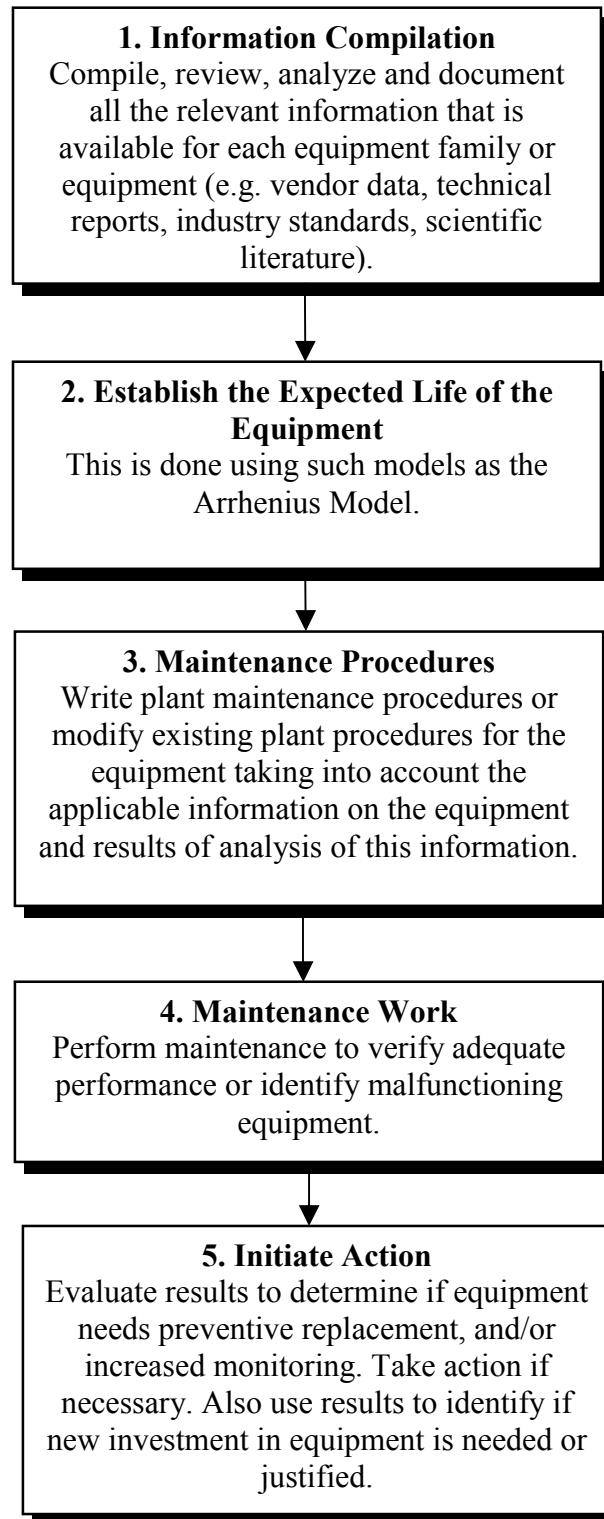 1. Information Compilation
Compile, review, analyze and document
all the relevant information that is
available for each equipment family or
equipment (e.g. vendor data, technical
reports, industry standards, scientific
literature).
2. Establish the Expected Life of the
Equipment
This is done using such models as the
Arrhenius Model.
3. Maintenance Procedures
Write plant maintenance procedures or
modify existing plant procedures for the
equipment taking into account the
applicable information on the equipment
and results of analysis of this information.
4. Maintenance Work
Perform maintenance to verify adequate
performance or identify malfunctioning
equipment.
5. Initiate Action
Evaluate results to determine if equipment
needs preventive replacement, and/or
increased monitoring. Take action if
necessary. Also use results to identify if
new investment in equipment is needed or
justified.